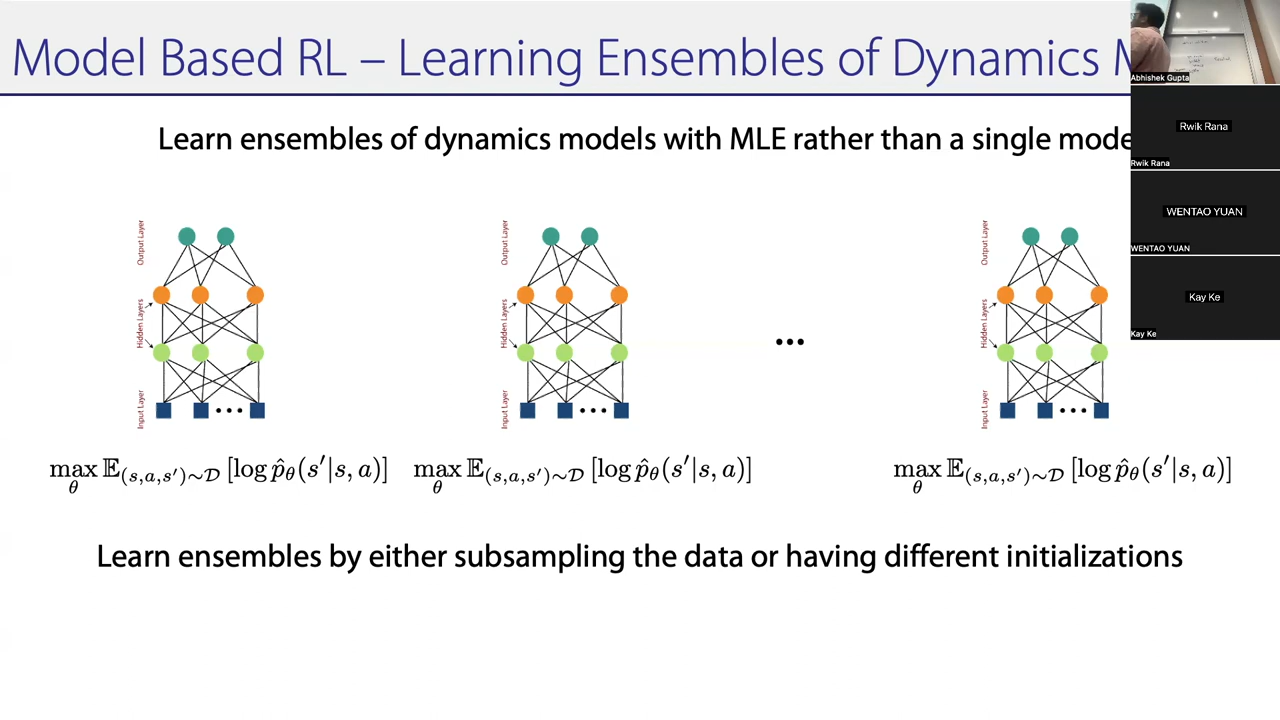 Model Based RL – Learning Ensembles of Dynamics M
Learn ensembles of dynamics models with MLE rather than a single mode
Abhishek Gupta
Rwik Rana
Rwik Rana
WENTAO YUAN
WENTAO YUAN
Kay Ke
Kay Ke
Output Layer
Hidden Layers
Input Layer
Output Layer
Hidden Layers
Input Layer
...
Output Layer
Hidden Layers
Input Layer
max_θ 𝔼_{(s,a,s′)∼𝒟} [log p̂_θ(s′|s, a)]
max_θ 𝔼_{(s,a,s′)∼𝒟} [log p̂_θ(s′|s, a)]
max_θ 𝔼_{(s,a,s′)∼𝒟} [log p̂_θ(s′|s, a)]
Learn ensembles by either subsampling the data or having different initializations